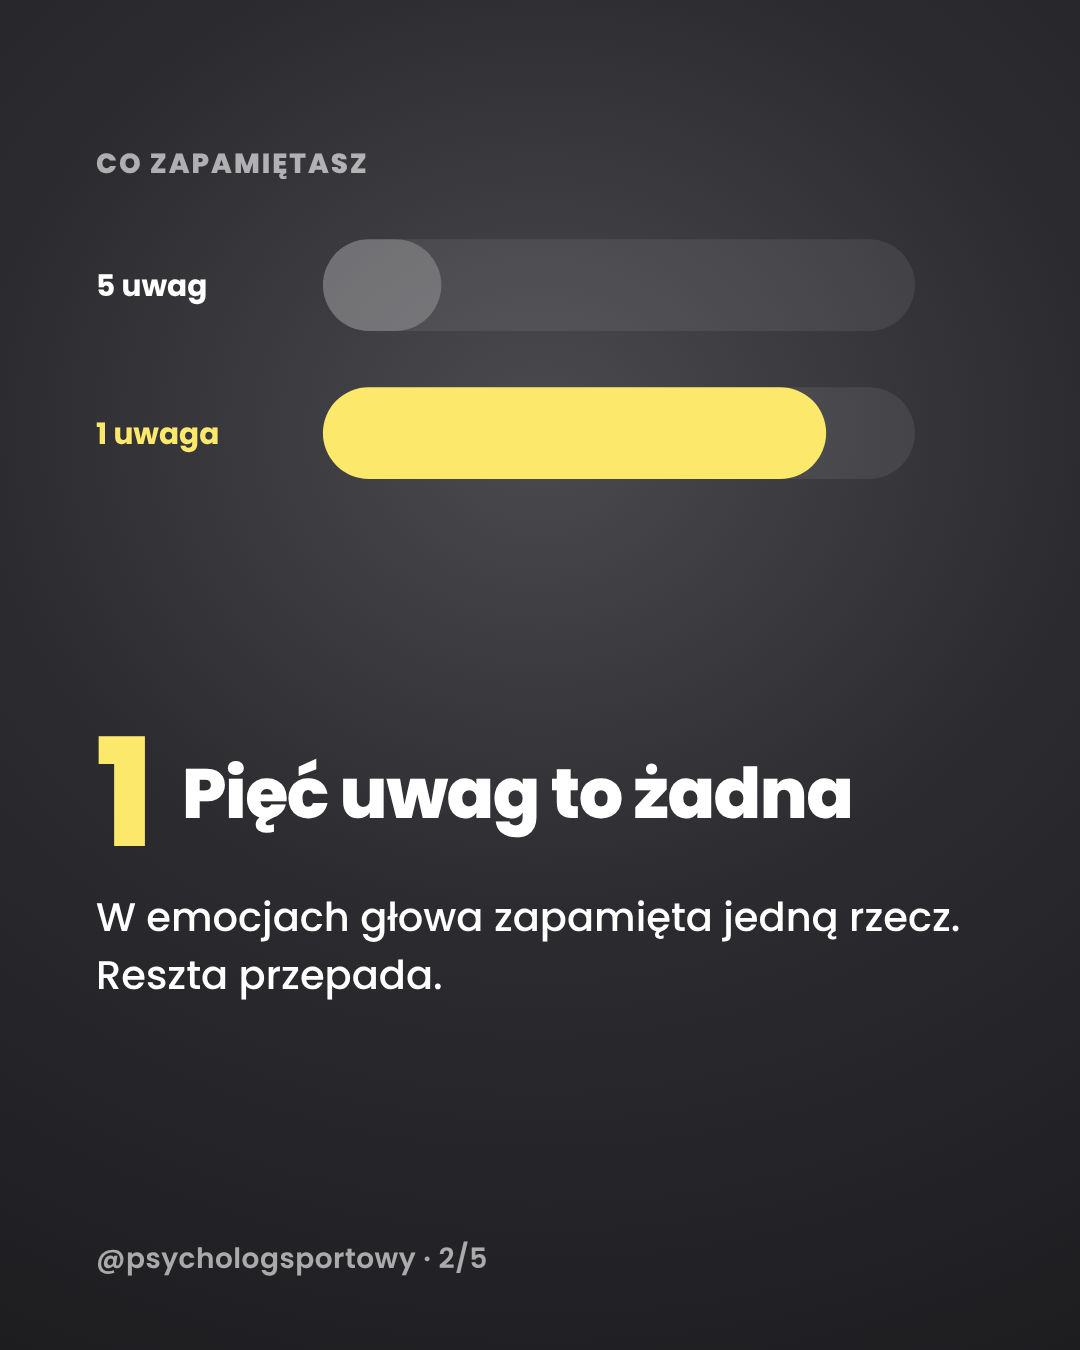 CO ZAPAMIĘTASZ
5 uwag
1 uwaga
1 Pięć uwag to żadna
W emocjach głowa zapamięta jedną rzecz.
Reszta przepada.
@psychologsportowy · 2/5